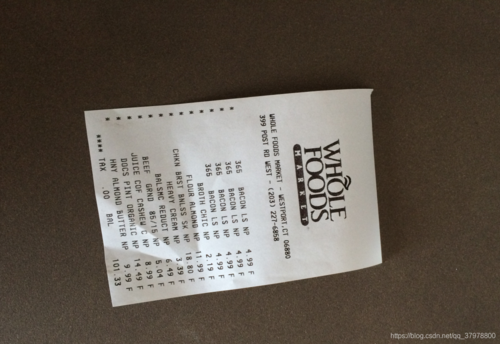 WHOLE
FOODS
MARKET
WHOLE FOODS MARKET - WESTPORT, CT 06880
399 POST RD WEST - (203) 227-6858
365 BACON LS NP 4.99 F
365 BACON LS NP 4.99 F
365 BACON LS NP 4.99 F
365 BACON LS NP 4.99 F
BROTH CHIC NP 2.19 F
FLOUR ALMOND NP 11.99 F
CHKN BRST BNLSS SK NP 18.80 F
HEAVY CREAM NP 3.39 F
BALSMC REDUCT NP 6.49 F
BEEF GRND 85/15 NP 5.04 F
JUICE COF CASHEW C NP 8.99 F
DOCS PINT ORGANIC NP 14.49 F
HNY ALMOND BUTTER NP 9.99 F
**** TAX .00 BAL 101.33
https://blog.csdn.net/qq_37978800